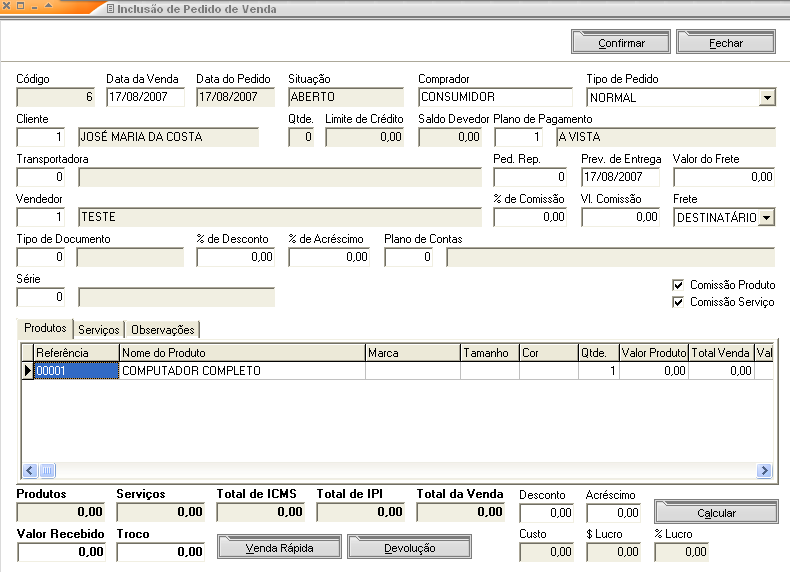 Inclusão de Pedido de Venda
Confirmar Fechar
Código Data da Venda Data do Pedido Situação Comprador Tipo de Pedido
6 17/08/2007 17/08/2007 ABERTO CONSUMIDOR NORMAL
Cliente Qtde. Limite de Crédito Saldo Devedor Plano de Pagamento
1 JOSÉ MARIA DA COSTA 0 0,00 0,00 1 A VISTA
Transportadora Ped. Rep. Prev. de Entrega Valor do Frete
0 0 17/08/2007 0,00
Vendedor % de Comissão Vl. Comissão Frete
1 TESTE 0,00 0,00 DESTINATÁRIO
Tipo de Documento % de Desconto % de Acréscimo Plano de Contas
0 0,00 0,00 0
Série
0
Comissão Produto
Comissão Serviço
Produtos Serviços Observações
Referência Nome do Produto Marca Tamanho Cor Qtde. Valor Produto Total Venda Val
00001 COMPUTADOR COMPLETO 1 0,00 0,00
Produtos Serviços Total de ICMS Total de IPI Total da Venda Desconto Acréscimo
0,00 0,00 0,00 0,00 0,00 0,00 0,00 Calcular
Valor Recebido Troco Custo $ Lucro % Lucro
0,00 0,00 Venda Rápida Devolução 0,00 0,00 0,00